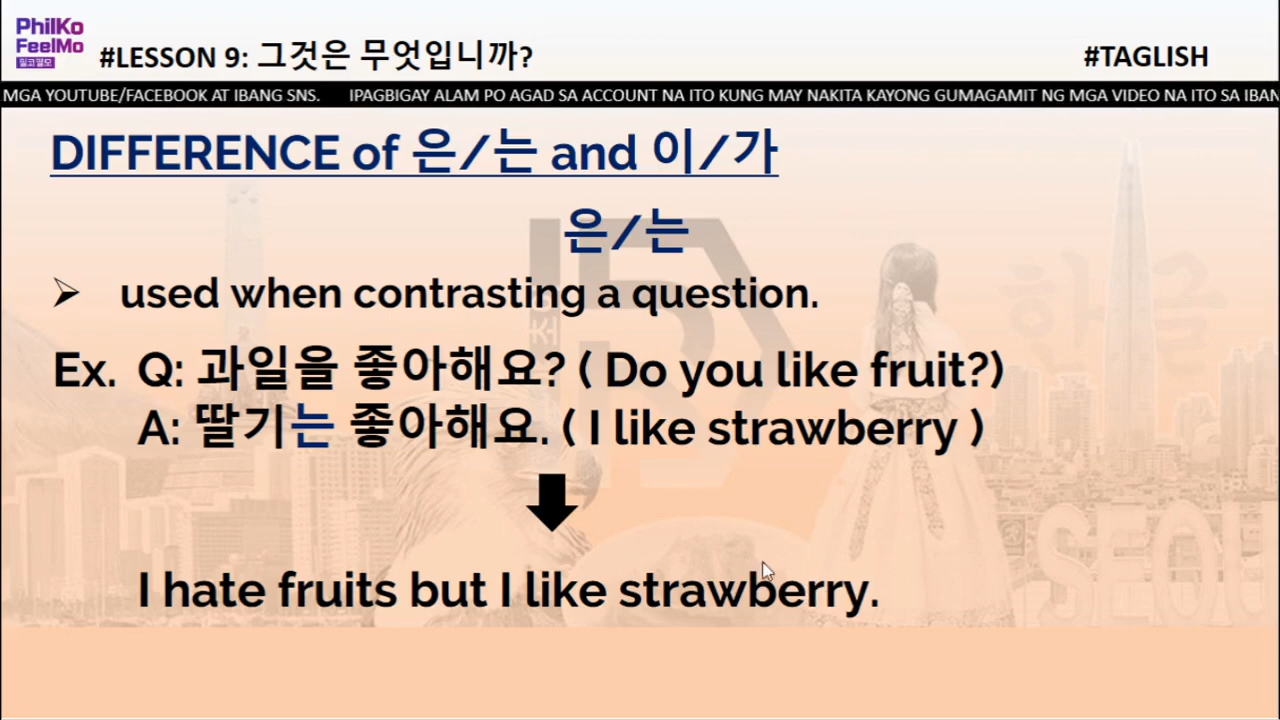 PhilKo
FeelMo
필코필모
#LESSON 9: 그것은 무엇입니까?
#TAGLISH
MGA YOUTUBE/FACEBOOK AT IBANG SNS. IPAGBIGAY ALAM PO AGAD SA ACCOUNT NA ITO KUNG MAY NAKITA KAYONG GUMAGAMIT NG MGA VIDEO NA ITO SA IBAN
DIFFERENCE of 은/는 and 이/가
은/는
➢ used when contrasting a question.
Ex. Q: 과일을 좋아해요? ( Do you like fruit?)
A: 딸기는 좋아해요. ( I like strawberry )
I hate fruits but I like strawberry.
한글
SEOU